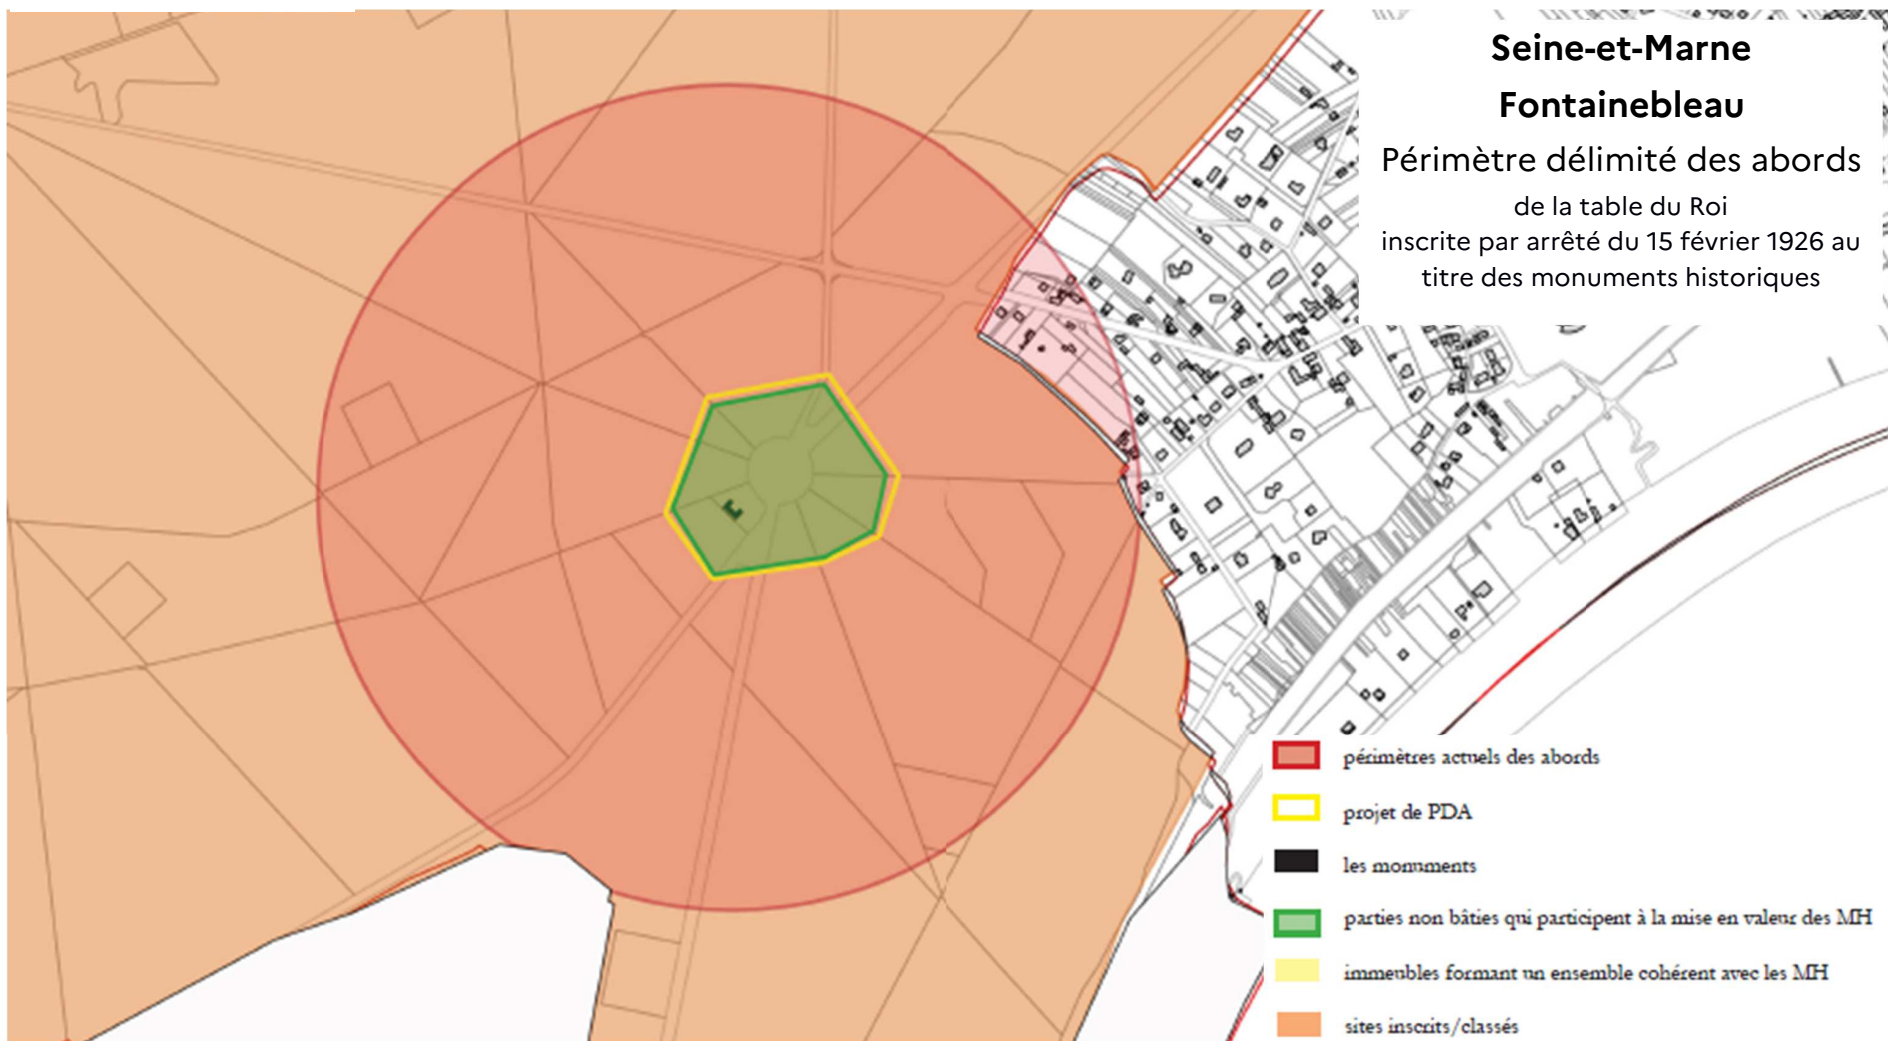 Seine-et-Marne
Fontainebleau
Périmètre délimité des abords
de la table du Roi
inscrite par arrêté du 15 février 1926 au
titre des monuments historiques
périmètres actuels des abords
projet de PDA
les monuments
parties non bâties qui participent à la mise en valeur des MH
immeubles formant un ensemble cohérent avec les MH
sites inscrits/classés